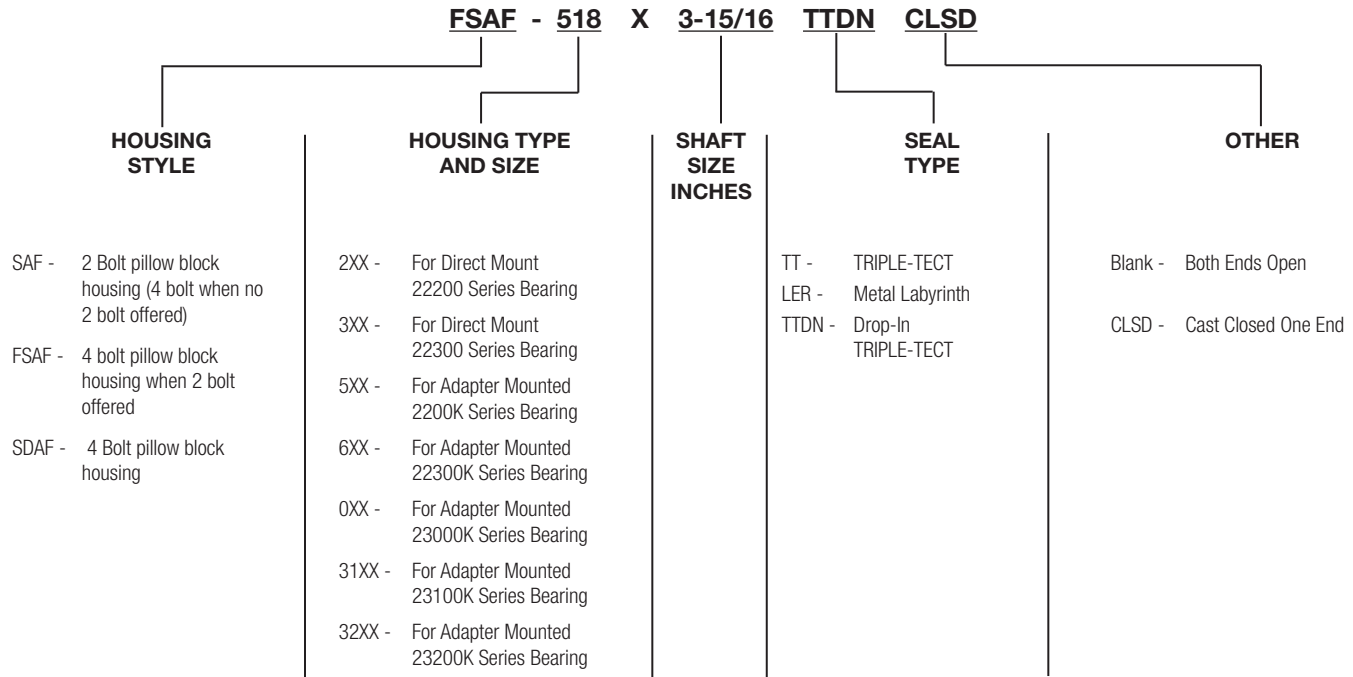 FSAF - 518 X 3-15/16 TTDN CLSD
HOUSING
STYLE
SAF - 2 Bolt pillow block
housing (4 bolt when no
2 bolt offered)
FSAF - 4 bolt pillow block
housing when 2 bolt
offered
SDAF - 4 Bolt pillow block
housing
HOUSING TYPE
AND SIZE
2XX - For Direct Mount
22200 Series Bearing
3XX - For Direct Mount
22300 Series Bearing
5XX - For Adapter Mounted
2200K Series Bearing
6XX - For Adapter Mounted
22300K Series Bearing
0XX - For Adapter Mounted
23000K Series Bearing
31XX - For Adapter Mounted
23100K Series Bearing
32XX - For Adapter Mounted
23200K Series Bearing
SHAFT
SIZE
INCHES
SEAL
TYPE
TT - TRIPLE-TECT
LER - Metal Labyrinth
TTDN - Drop-In
TRIPLE-TECT
OTHER
Blank - Both Ends Open
CLSD - Cast Closed One End